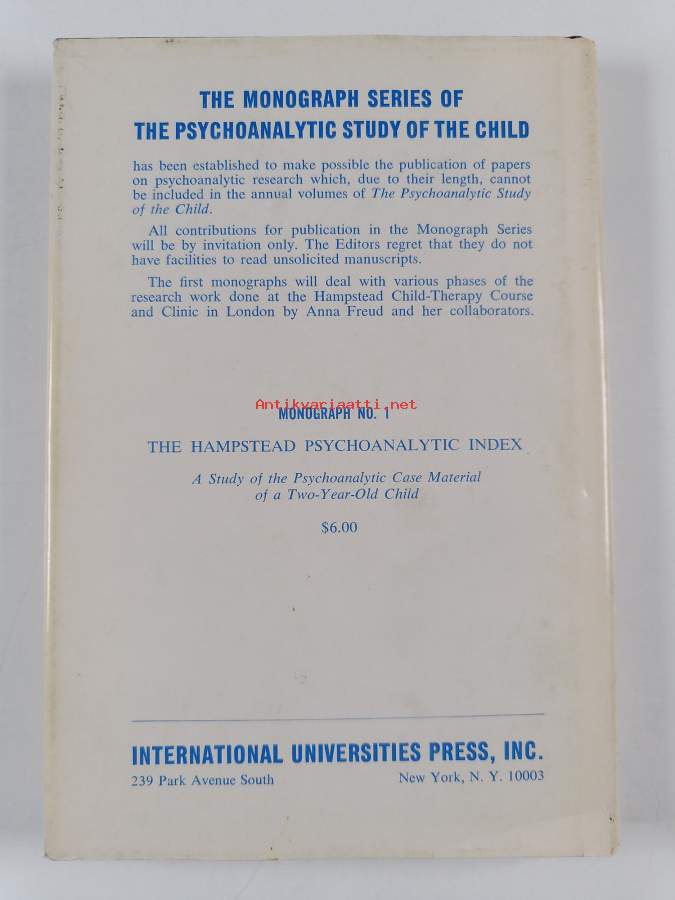 THE MONOGRAPH SERIES OF
THE PSYCHOANALYTIC STUDY OF THE CHILD
has been established to make possible the publication of papers
on psychoanalytic research which, due to their length, cannot
be included in the annual volumes of The Psychoanalytic Study
of the Child.
All contributions for publication in the Monograph Series
will be by invitation only. The Editors regret that they do not
have facilities to read unsolicited manuscripts.
The first monographs will deal with various phases of the
research work done at the Hampstead Child-Therapy Course
and Clinic in London by Anna Freud and her collaborators.
Antikvariaatti.net
MONOGRAPH NO. 1
THE HAMPSTEAD PSYCHOANALYTIC INDEX
A Study of the Psychoanalytic Case Material
of a Two-Year-Old Child
$6.00
INTERNATIONAL UNIVERSITIES PRESS, INC.
239 Park Avenue South New York, N. Y. 10003